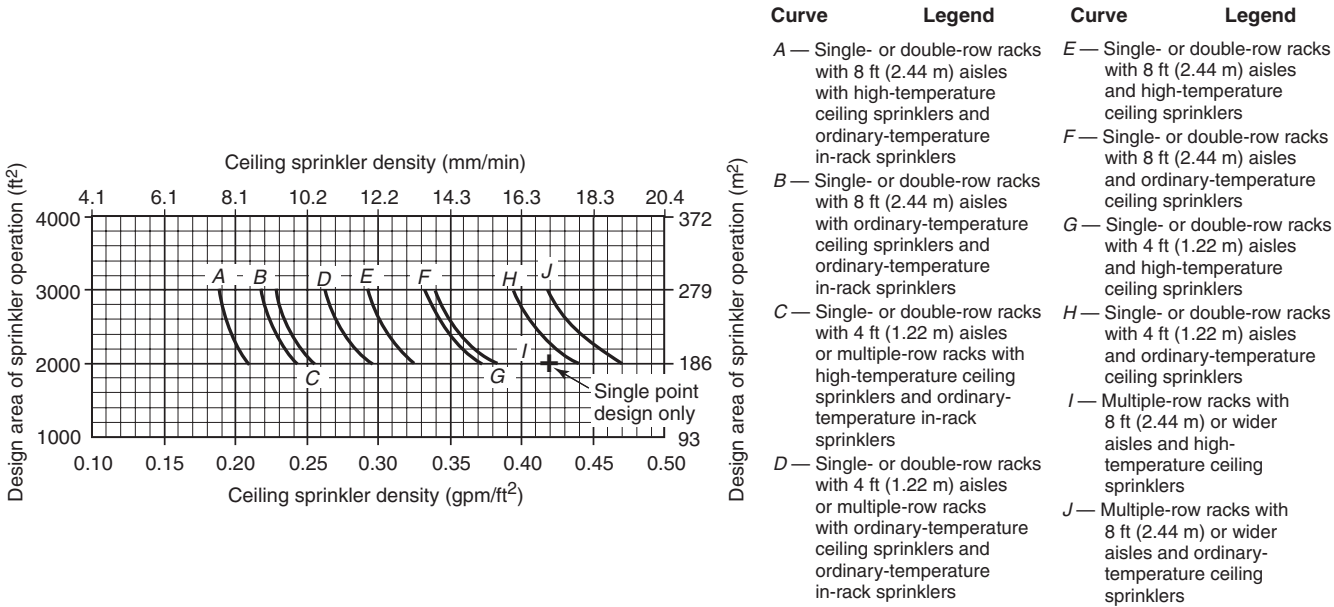 Ceiling sprinkler density (mm/min)
4.1 6.1 8.1 10.2 12.2 14.3 16.3 18.3 20.4
Design area of sprinkler operation (ft2)
4000
3000
2000
1000
A B D E F H J
C G I
Single point
design only
372
279
186
93
Design area of sprinkler operation (m2)
0.10 0.15 0.20 0.25 0.30 0.35 0.40 0.45 0.50
Ceiling sprinkler density (gpm/ft2)
Curve Legend
A — Single- or double-row racks
with 8 ft (2.44 m) aisles
with high-temperature
ceiling sprinklers and
ordinary-temperature
in-rack sprinklers
B — Single- or double-row racks
with 8 ft (2.44 m) aisles
with ordinary-temperature
ceiling sprinklers and
ordinary-temperature
in-rack sprinklers
C — Single- or double-row racks
with 4 ft (1.22 m) aisles
or multiple-row racks with
high-temperature ceiling
sprinklers and ordinary-
temperature in-rack
sprinklers
D — Single- or double-row racks
with 4 ft (1.22 m) aisles
or multiple-row racks
with ordinary-temperature
ceiling sprinklers and
ordinary-temperature
in-rack sprinklers
Curve Legend
E — Single- or double-row racks
with 8 ft (2.44 m) aisles
and high-temperature
ceiling sprinklers
F — Single- or double-row racks
with 8 ft (2.44 m) aisles
and ordinary-temperature
ceiling sprinklers
G — Single- or double-row racks
with 4 ft (1.22 m) aisles
and high-temperature
ceiling sprinklers
H — Single- or double-row racks
with 4 ft (1.22 m) aisles
and ordinary-temperature
ceiling sprinklers
I — Multiple-row racks with
8 ft (2.44 m) or wider
aisles and high-
temperature ceiling
sprinklers
J — Multiple-row racks with
8 ft (2.44 m) or wider
aisles and ordinary-
temperature ceiling
sprinklers